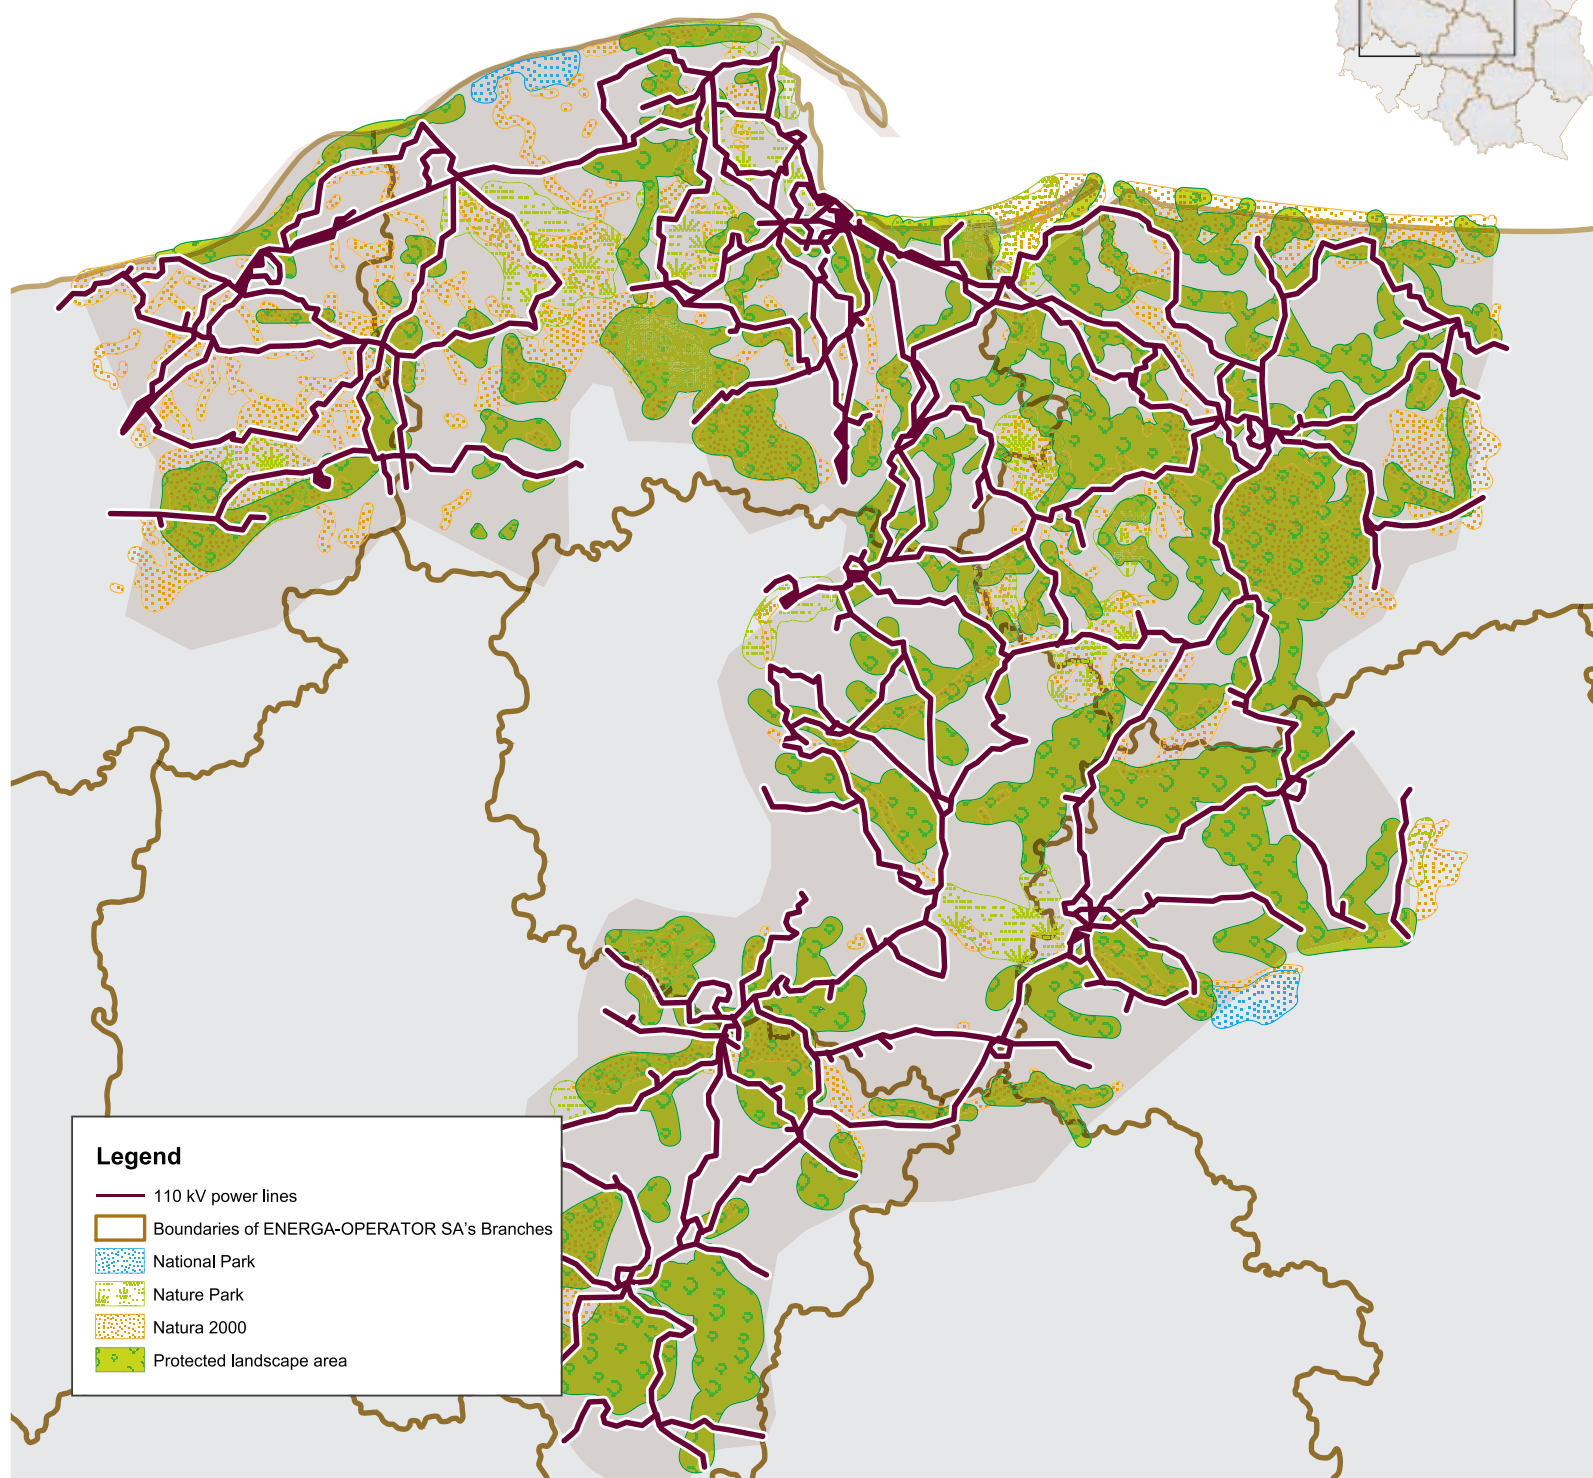 Legend
110 kV power lines
Boundaries of ENERGA-OPERATOR SA's Branches
National Park
Nature Park
Natura 2000
Protected landscape area